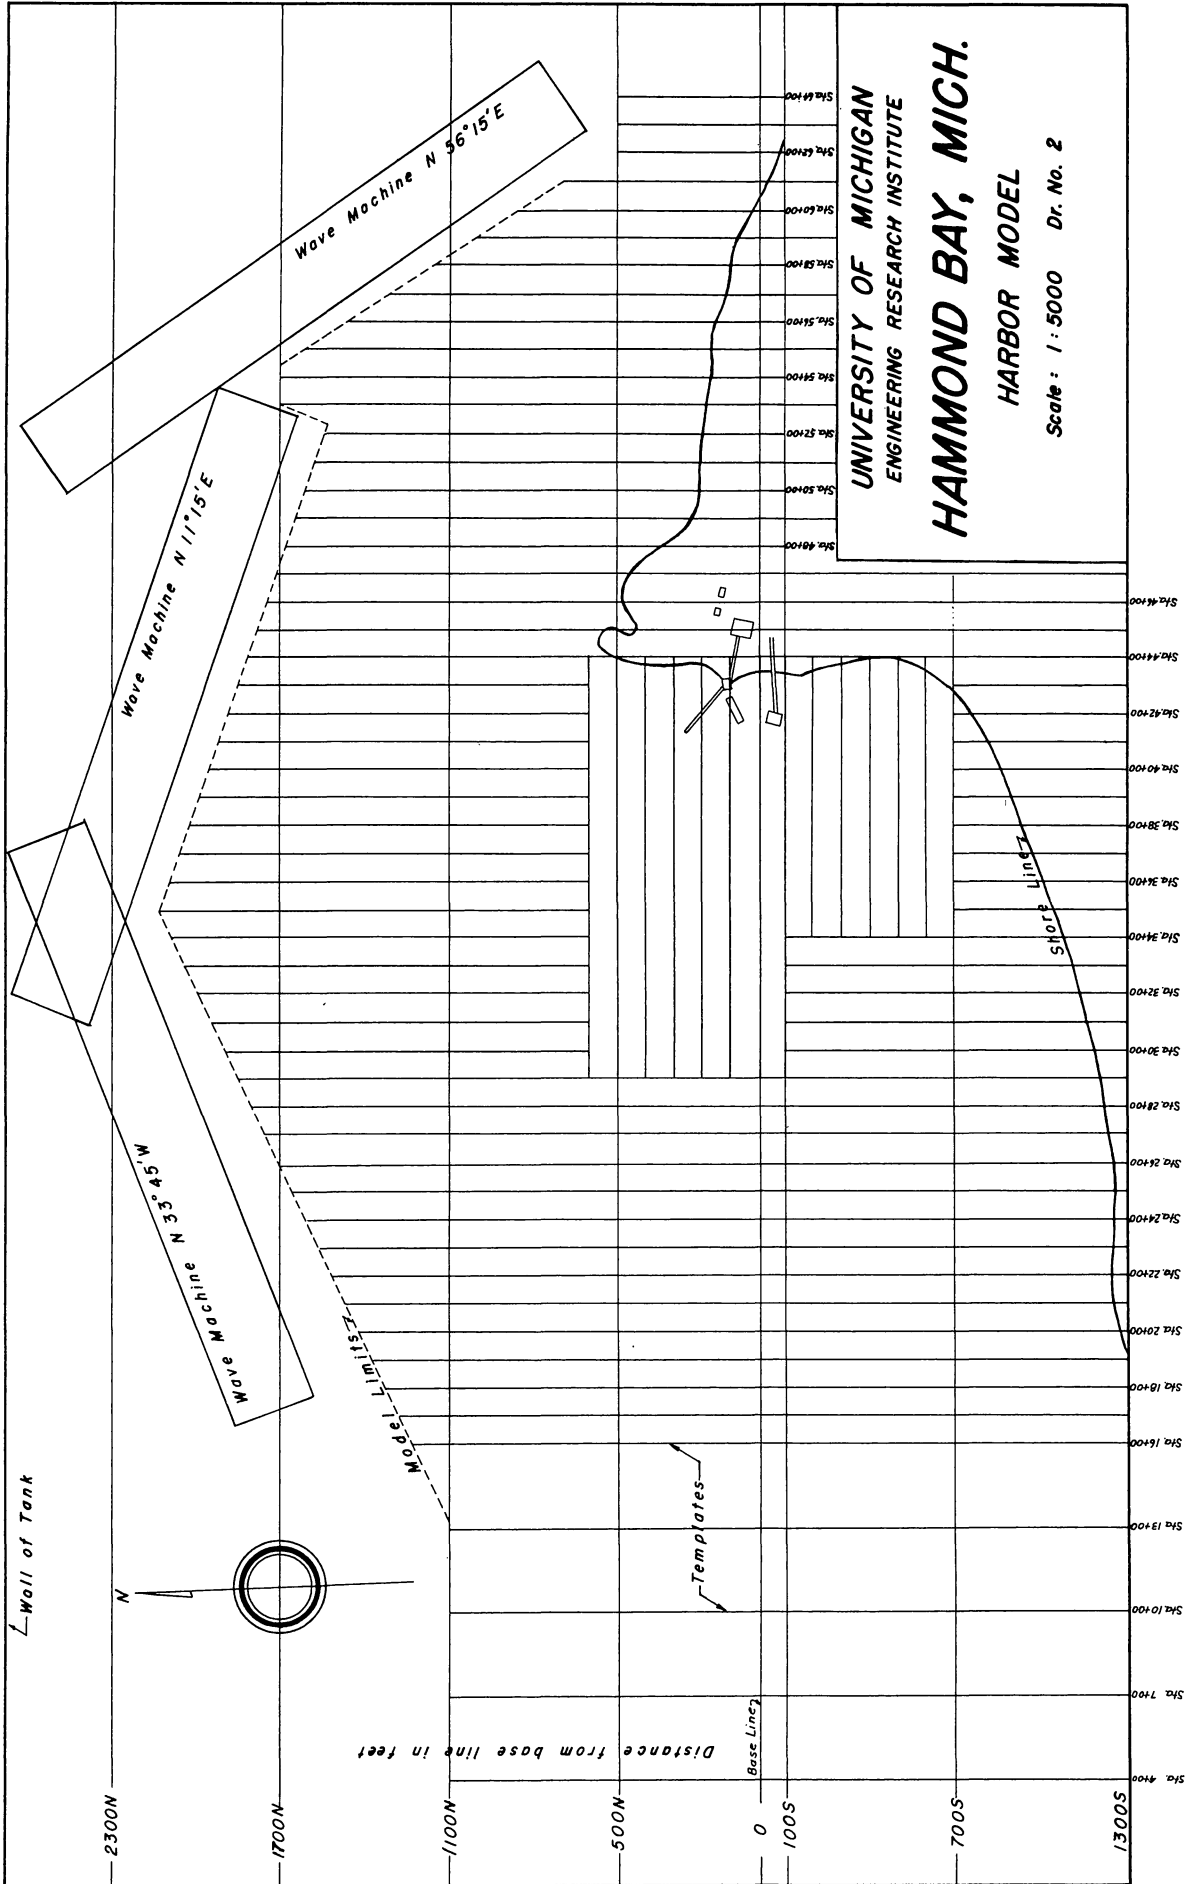 UNIVERSITY OF MICHIGAN
ENGINEERING RESEARCH INSTITUTE
HAMMOND BAY, MICH.
HARBOR MODEL
Scale : 1 : 5000 Dr. No. 2
Wall of Tank
Wave Machine N 33° 45' W
Wave Machine N 11° 15' E
Wave Machine N 56° 15' E
Model Limits
N
Templates
Shore Line
Base Line
Distance from base line in feet
2300N
1700N
1100N
500N
0
100S
700S
1300S
Sta. 4+00
Sta. 7+00
Sta. 10+00
Sta. 13+00
Sta. 16+00
Sta. 18+00
Sta. 20+00
Sta. 22+00
Sta. 24+00
Sta. 26+00
Sta. 28+00
Sta. 30+00
Sta. 32+00
Sta. 34+00
Sta. 36+00
Sta. 38+00
Sta. 40+00
Sta. 42+00
Sta. 44+00
Sta. 46+00
Sta. 48+00
Sta. 50+00
Sta. 52+00
Sta. 54+00
Sta. 56+00
Sta. 58+00
Sta. 60+00
Sta. 62+00
Sta. 64+00